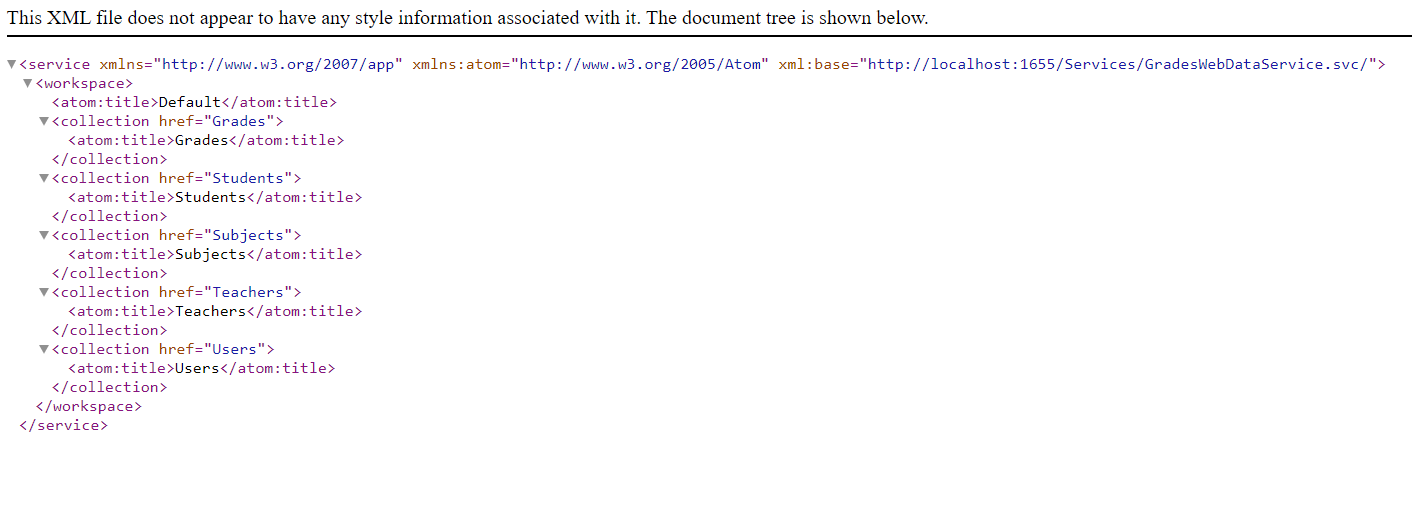 This XML file does not appear to have any style information associated with it. The document tree is shown below.
▼<service xmlns="http://www.w3.org/2007/app" xmlns:atom="http://www.w3.org/2005/Atom" xml:base="http://localhost:1655/Services/GradesWebDataService.svc/">
▼<workspace>
<atom:title>Default</atom:title>
▼<collection href="Grades">
<atom:title>Grades</atom:title>
</collection>
▼<collection href="Students">
<atom:title>Students</atom:title>
</collection>
▼<collection href="Subjects">
<atom:title>Subjects</atom:title>
</collection>
▼<collection href="Teachers">
<atom:title>Teachers</atom:title>
</collection>
▼<collection href="Users">
<atom:title>Users</atom:title>
</collection>
</workspace>
</service>